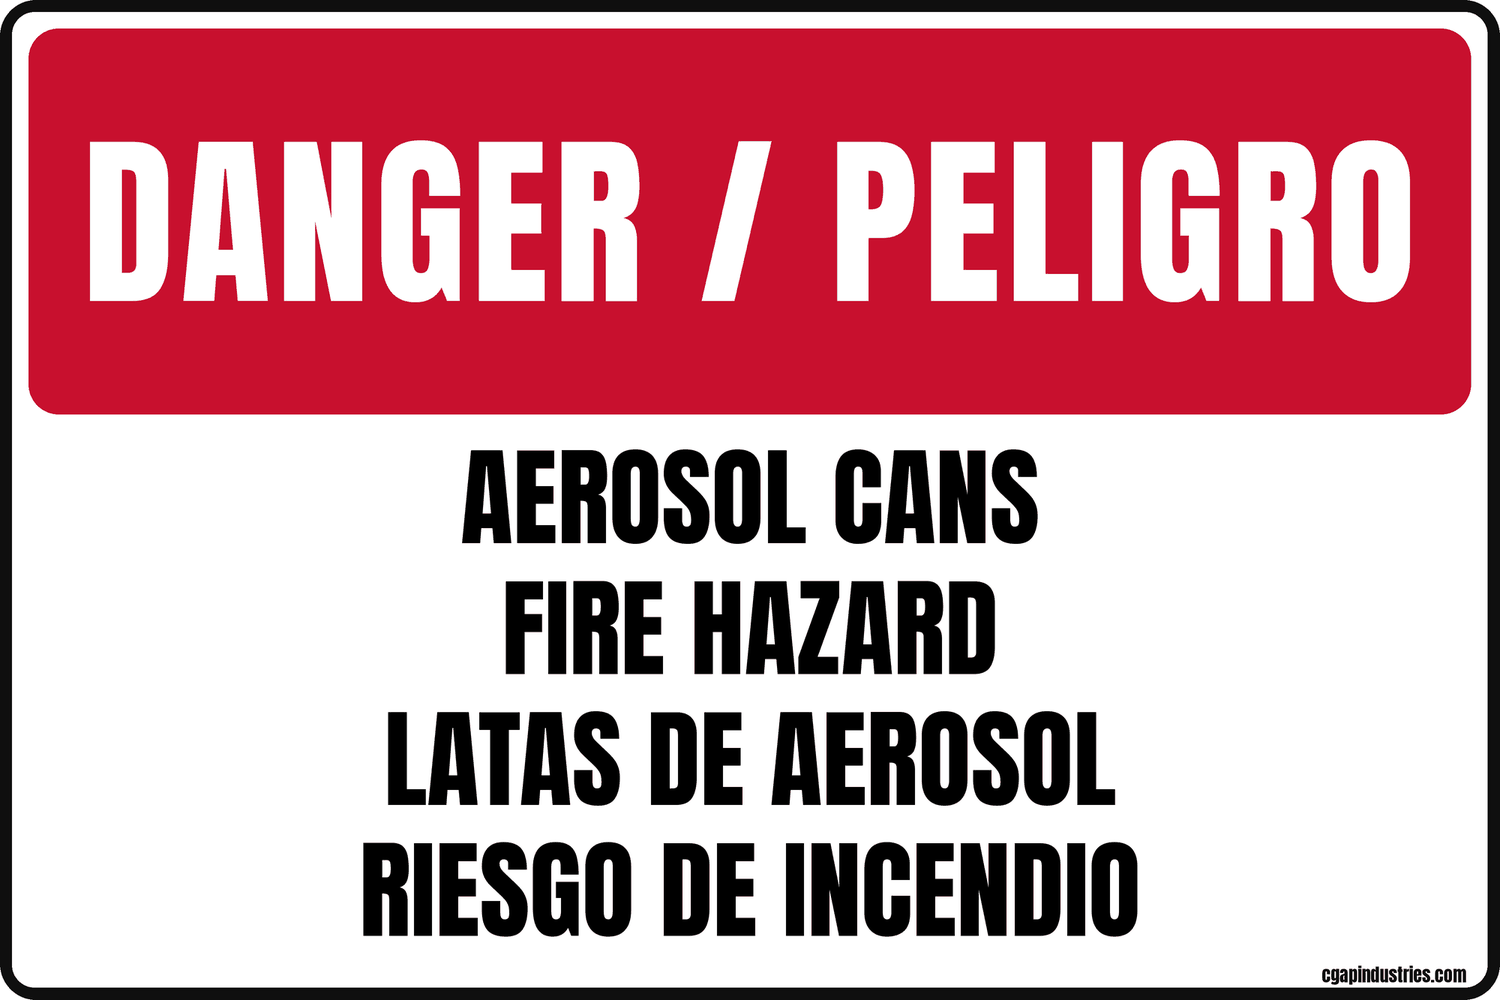 DANGER / PELIGRO
AEROSOL CANS
FIRE HAZARD
LATAS DE AEROSOL
RIESGO DE INCENDIO
cgapindustries.com